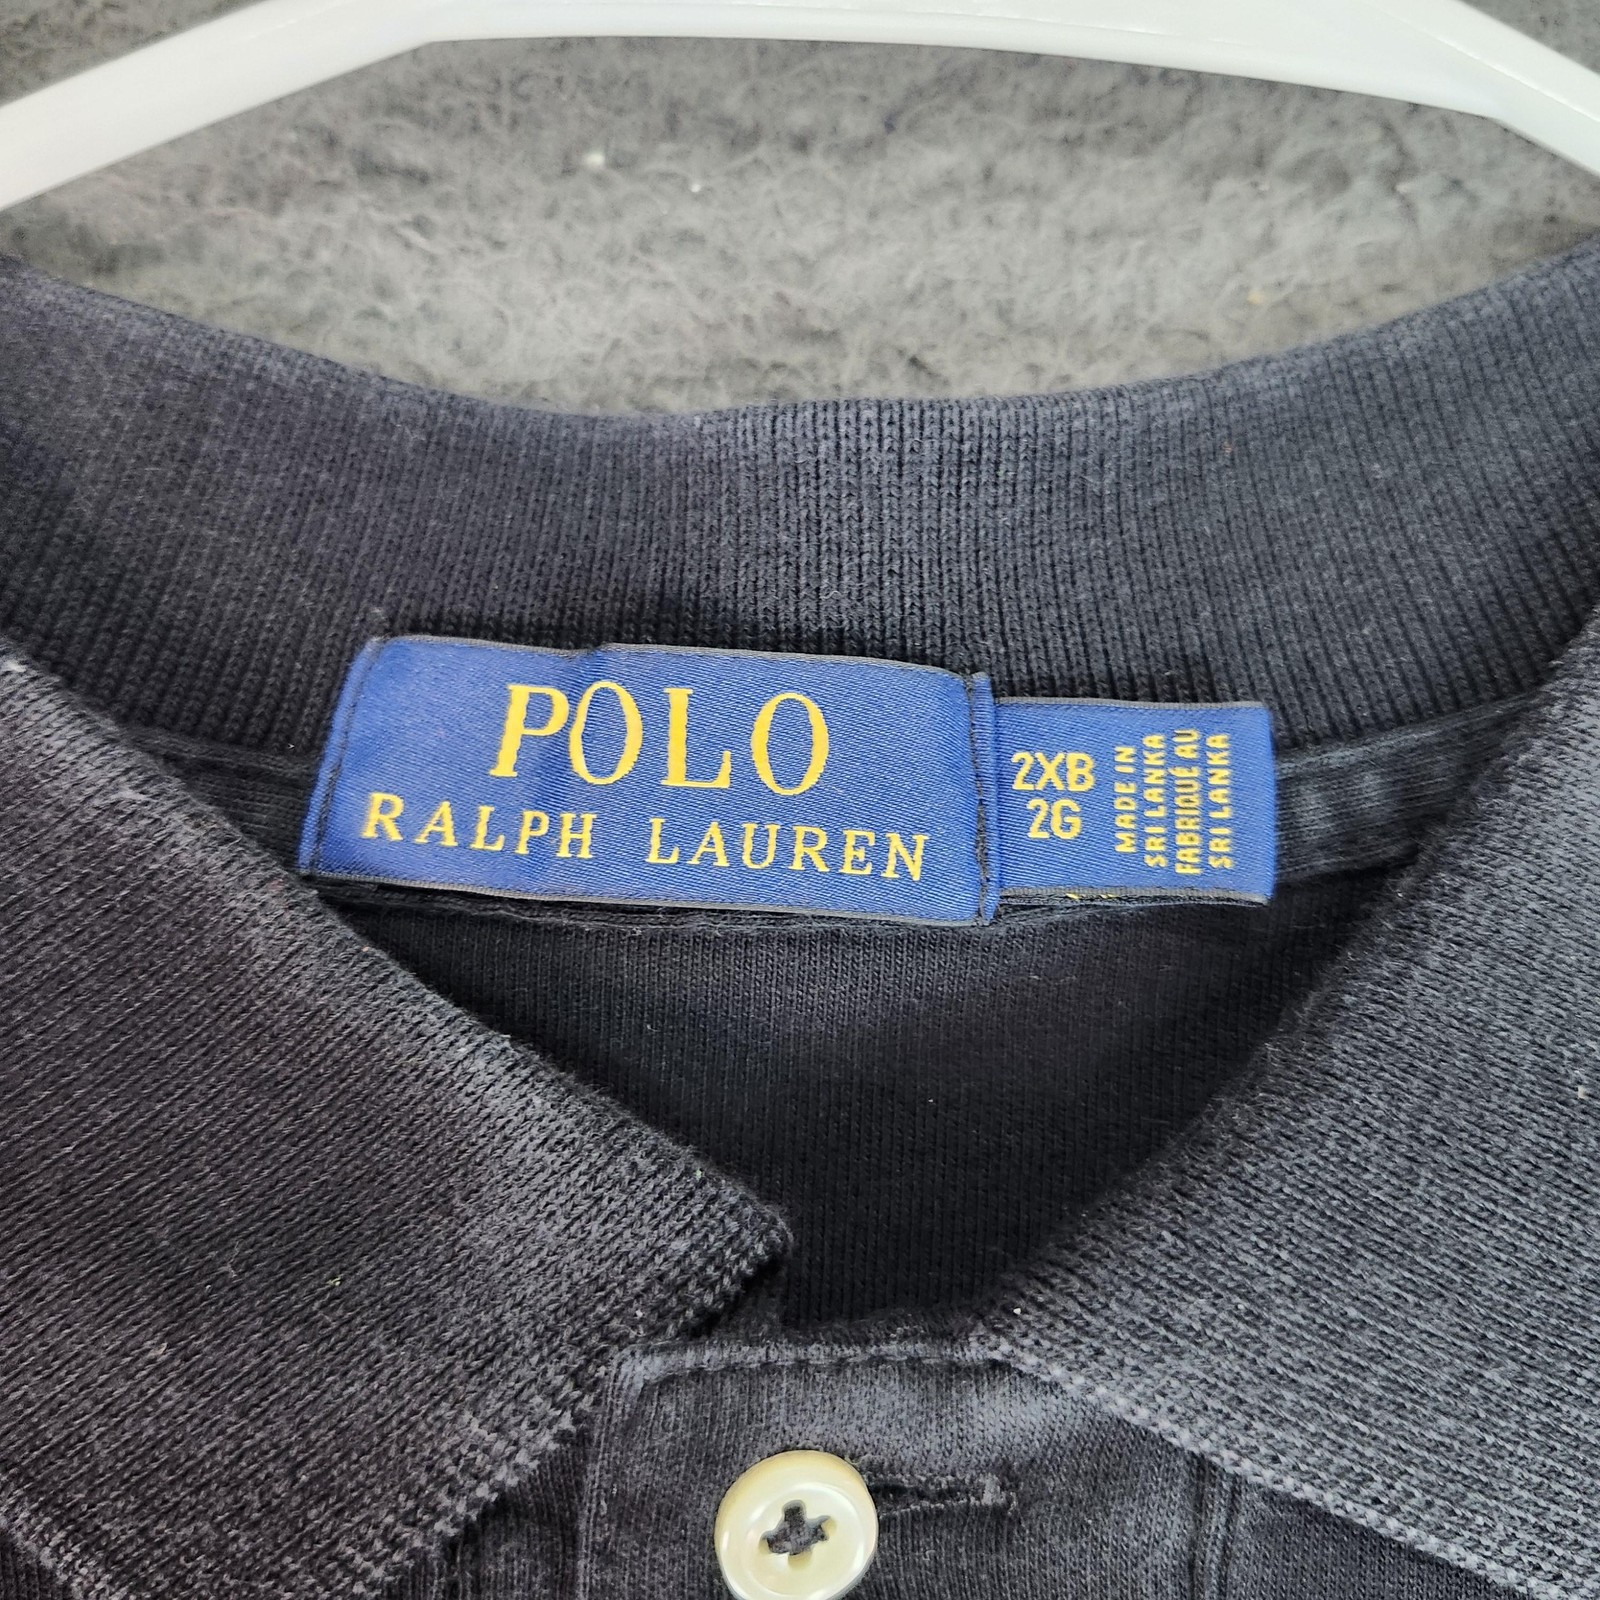 POLO
RALPH LAUREN
2XB
2G
MADE IN
SRI LANKA
FABRIQUÉ AU
SRI LANKA